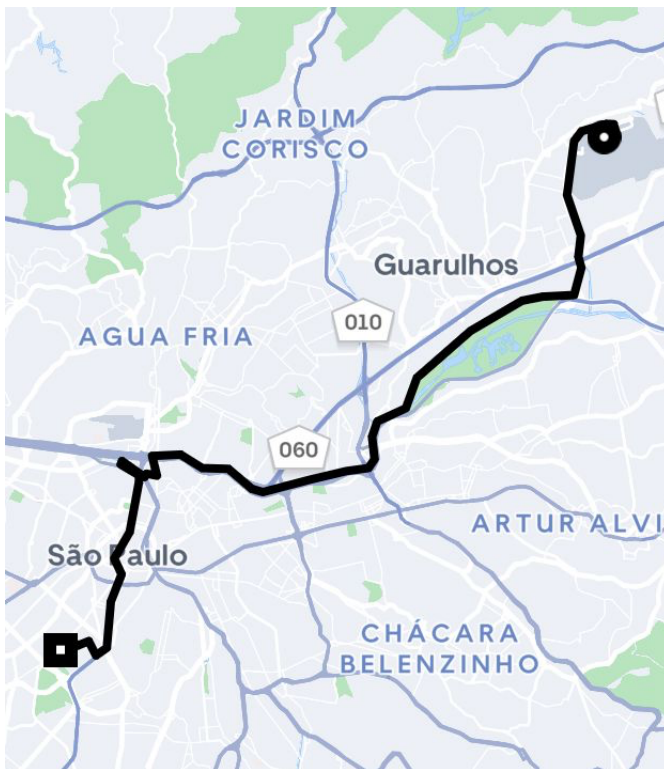 JARDIM
CORISCO
Guarulhos
010
AGUA FRIA
060
ARTUR ALVI
São Paulo
CHÁCARA
BELENZINHO